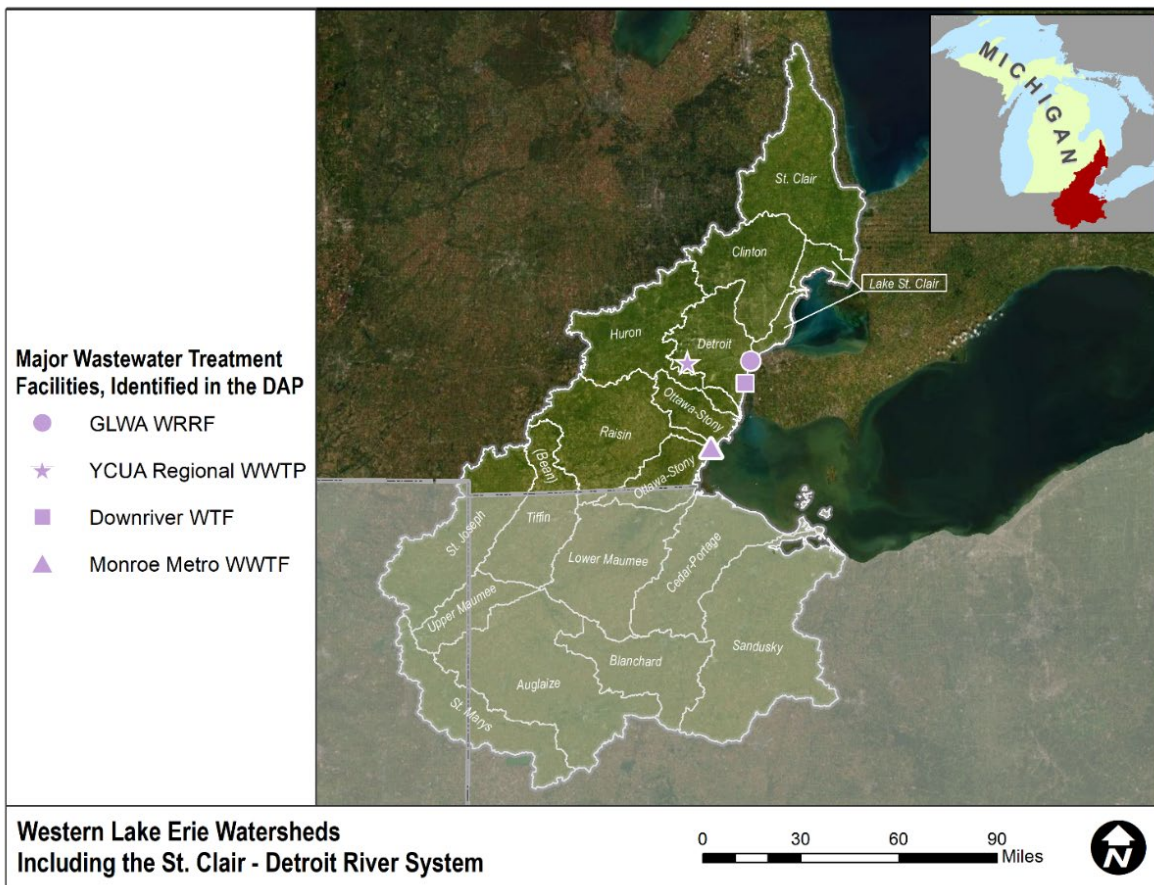 MICHIGAN
St. Clair
Clinton
Lake St. Clair
Huron
Detroit
Major Wastewater Treatment
Facilities, Identified in the DAP
GLWA WRRF
YCUA Regional WWTP
Downriver WTF
Monroe Metro WWTF
Ottawa-Stony
Raisin
(Bean)
Ottawa-Stony
St. Joseph
Tiffin
Lower Maumee
Cedar-Portage
Upper Maumee
Sandusky
Blanchard
Auglaize
St. Marys
Western Lake Erie Watersheds
Including the St. Clair - Detroit River System
0 30 60 90
Miles
N